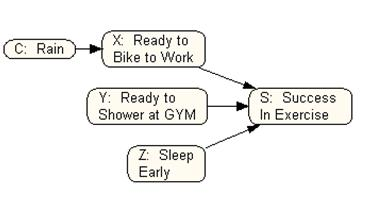 C: Rain
X: Ready to
Bike to Work
Y: Ready to
Shower at GYM
S: Success
In Exercise
Z: Sleep
Early